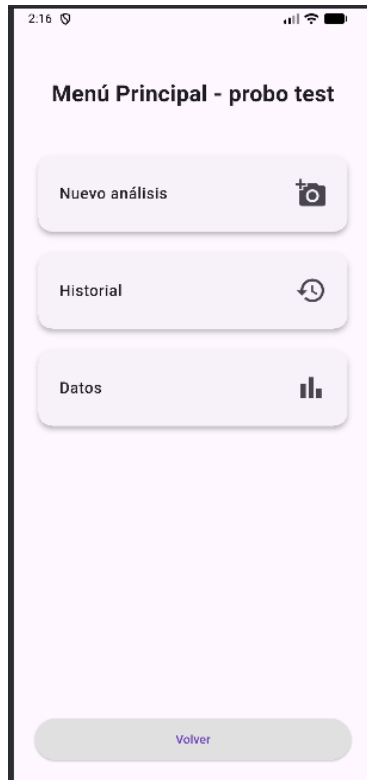 2:16
Menú Principal - probo test
Nuevo análisis
Historial
Datos
Volver